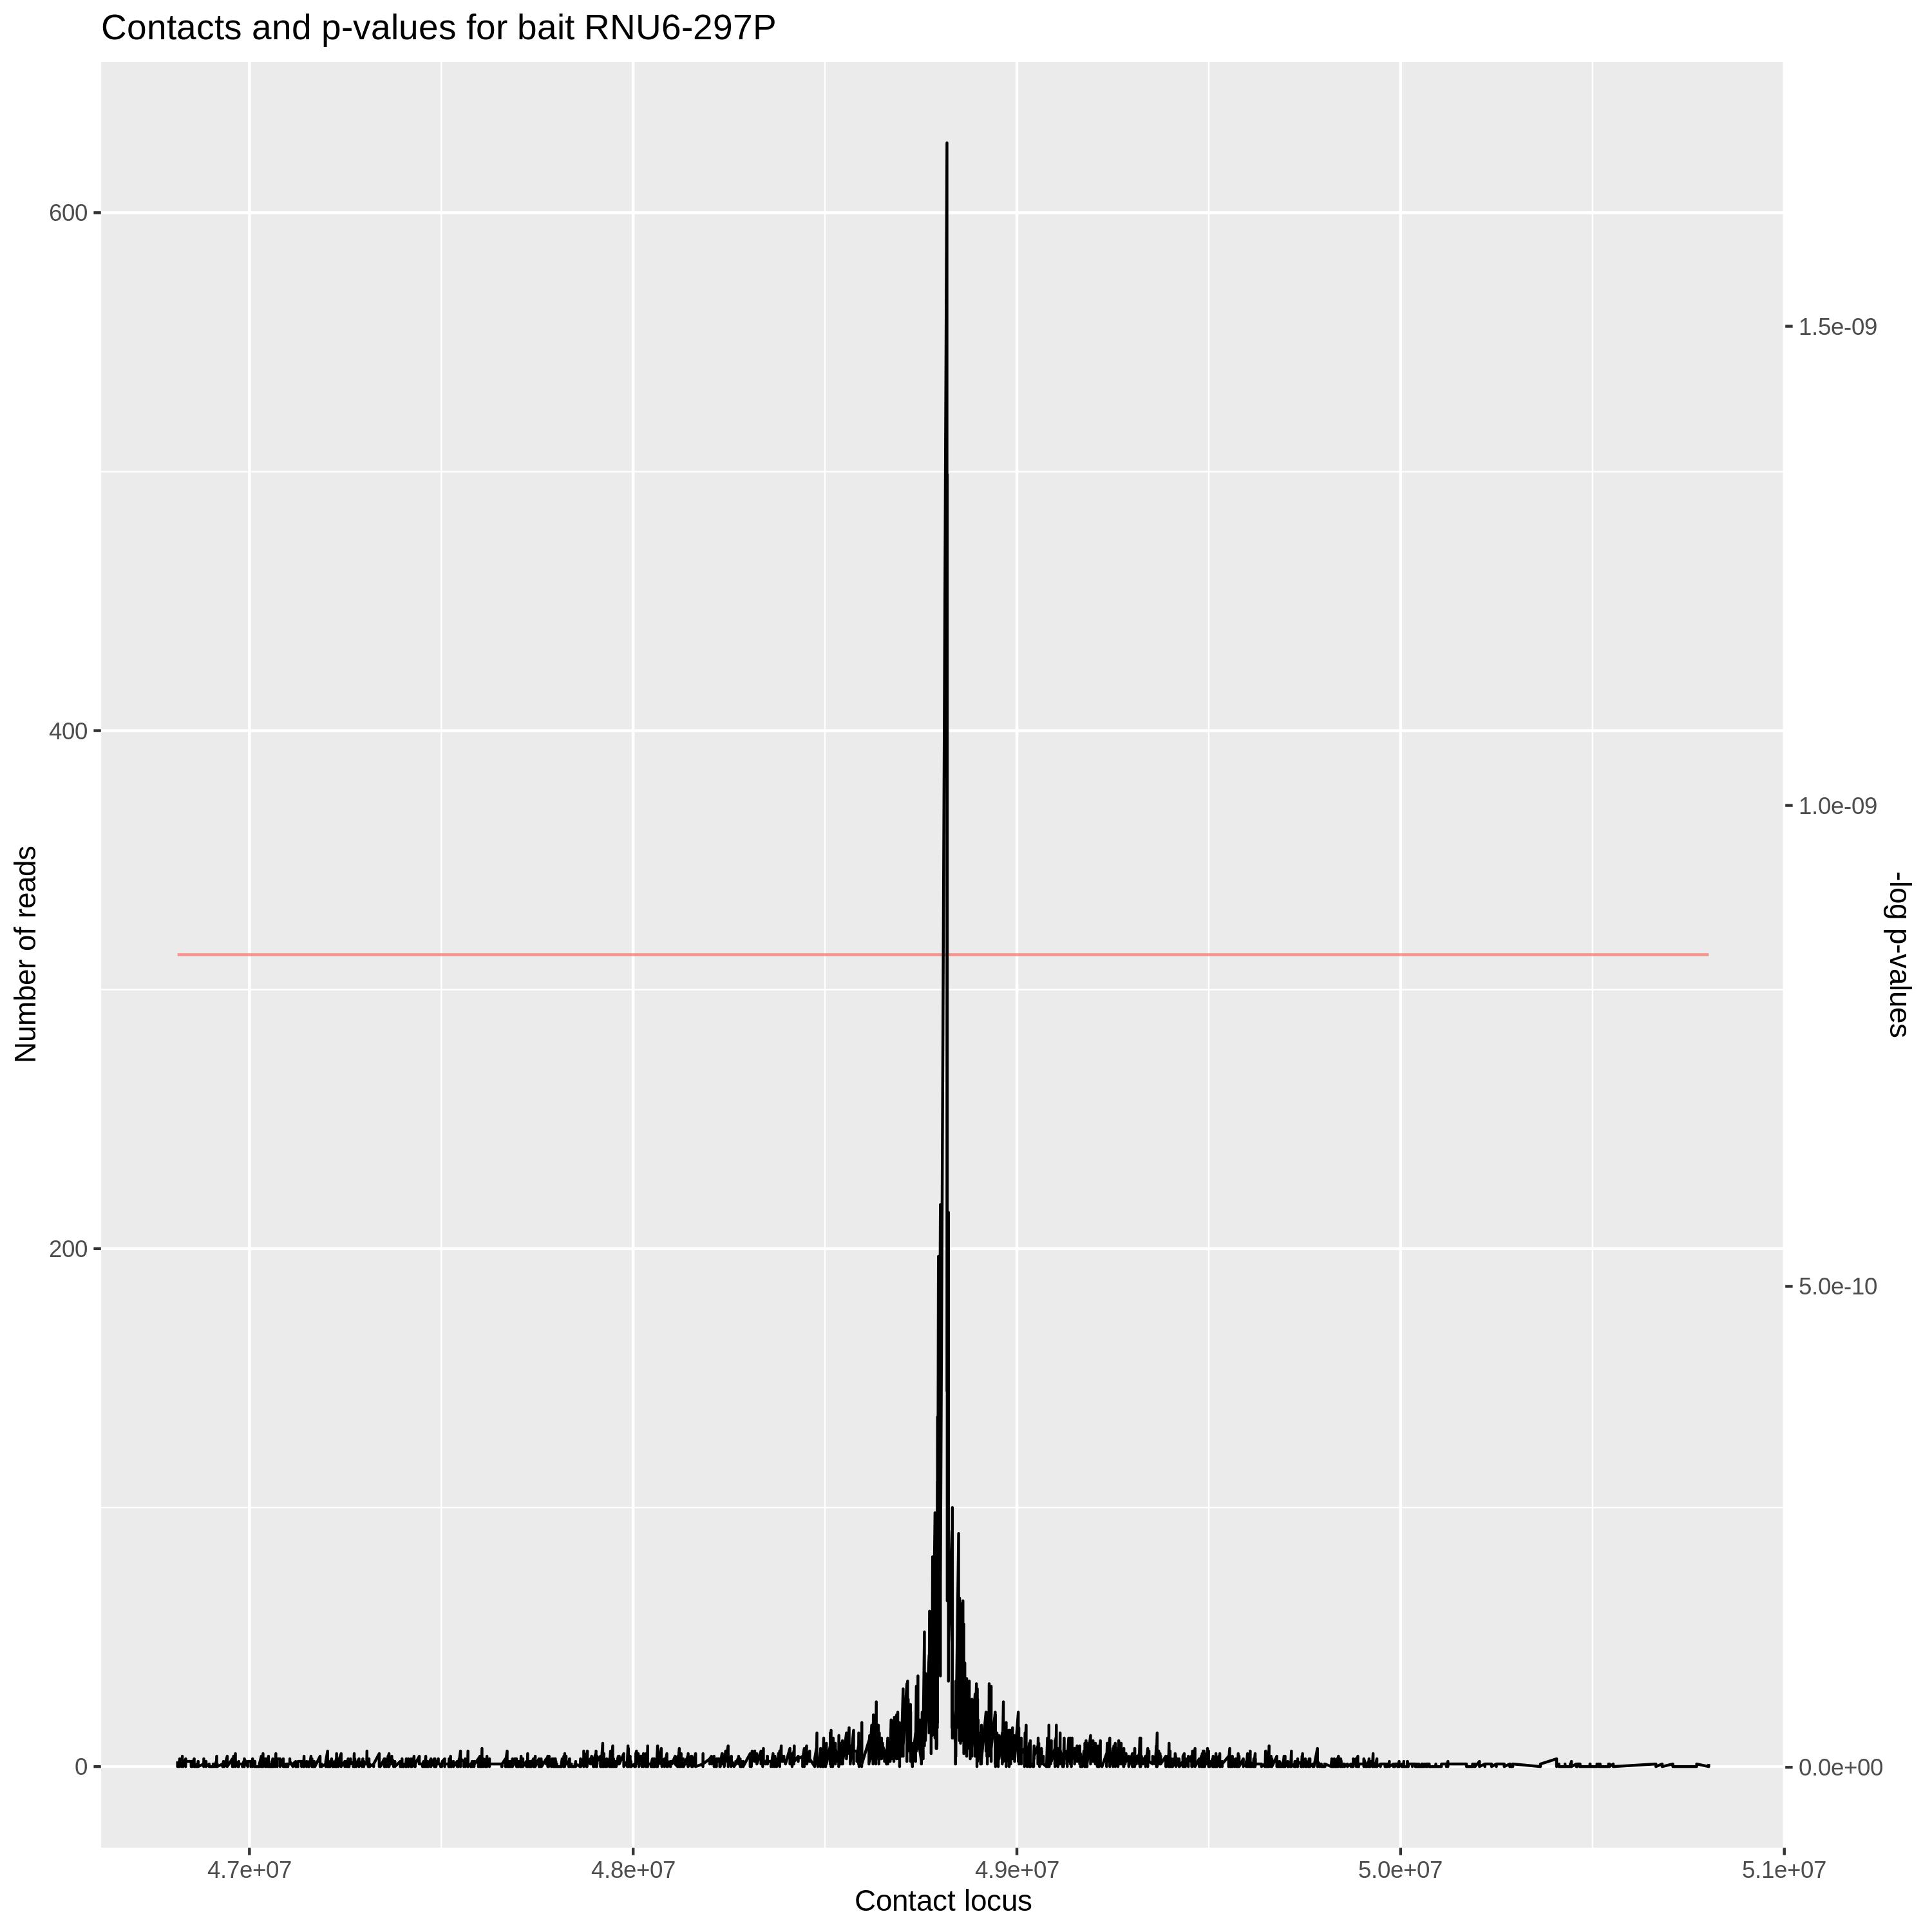 Contacts and p-values for bait RNU6-297P
600
400
200
0
Number of reads
1.5e-09
1.0e-09
5.0e-10
0.0e+00
-log p-values
4.7e+07
4.8e+07
4.9e+07
5.0e+07
5.1e+07
Contact locus